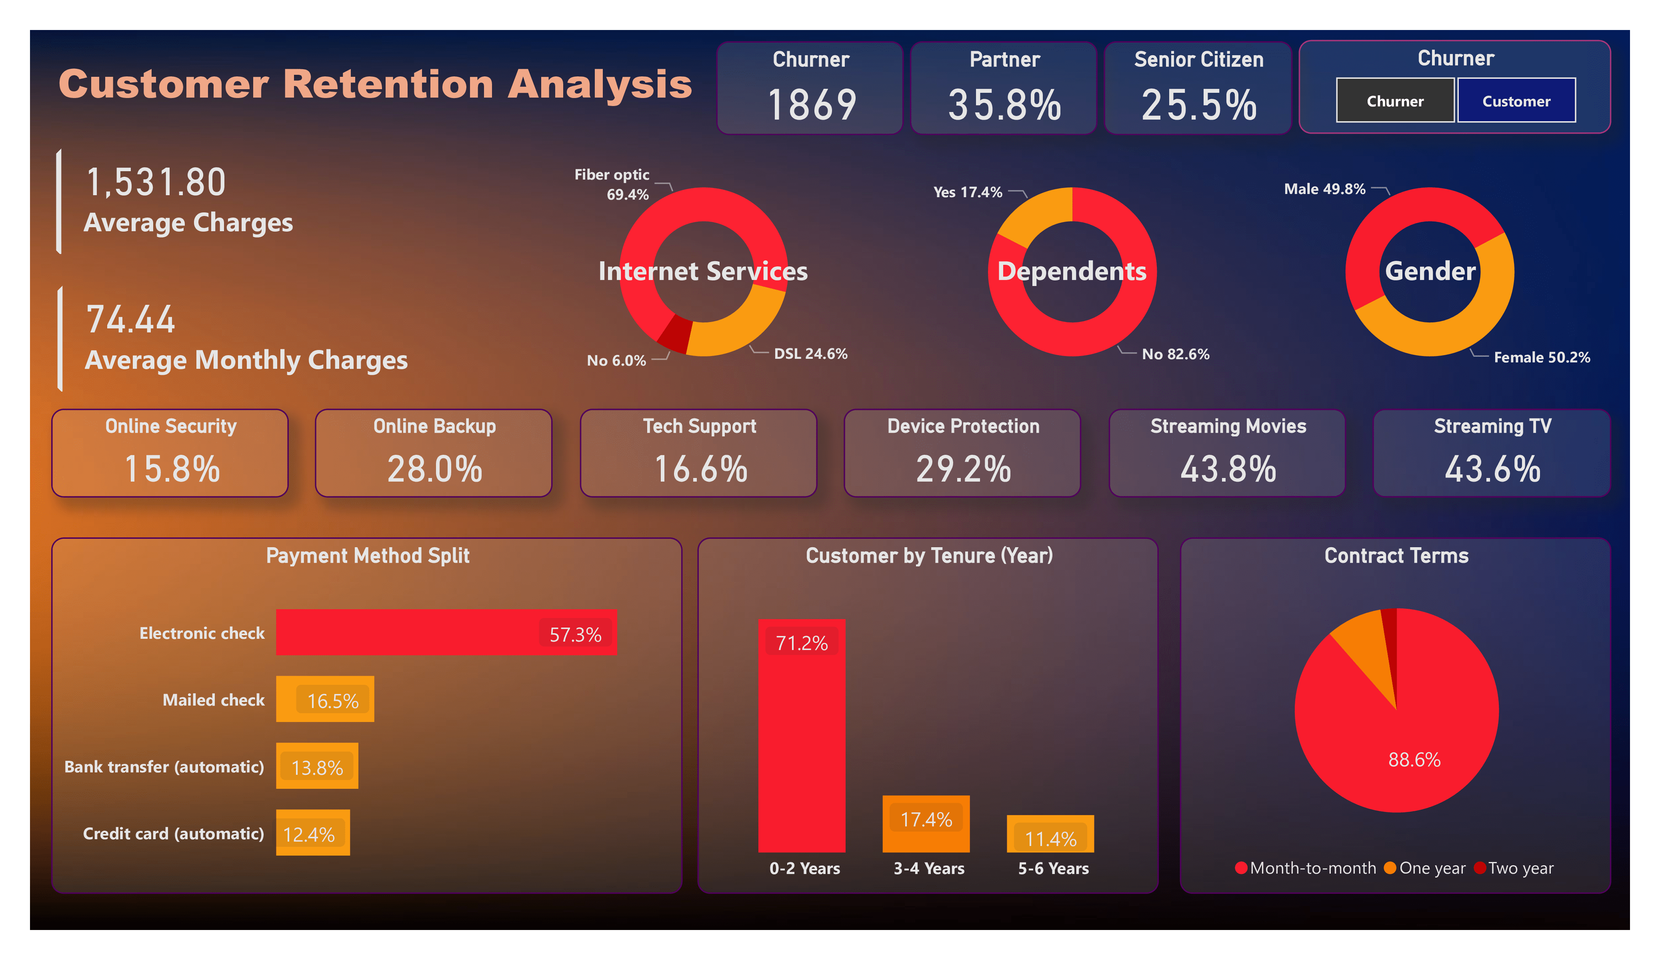 Customer Retention Analysis
Churner
1869
Partner
35.8%
Senior Citizen
25.5%
Churner
Churner
Customer
1,531.80
Average Charges
74.44
Average Monthly Charges
Fiber optic
69.4%
Internet Services
No 6.0%
DSL 24.6%
Yes 17.4%
Dependents
No 82.6%
Male 49.8%
Gender
Female 50.2%
Online Security
15.8%
Online Backup
28.0%
Tech Support
16.6%
Device Protection
29.2%
Streaming Movies
43.8%
Streaming TV
43.6%
Payment Method Split
Electronic check
57.3%
Mailed check
16.5%
Bank transfer (automatic)
13.8%
Credit card (automatic)
12.4%
Customer by Tenure (Year)
71.2%
17.4%
11.4%
0-2 Years
3-4 Years
5-6 Years
Contract Terms
88.6%
Month-to-month
One year
Two year